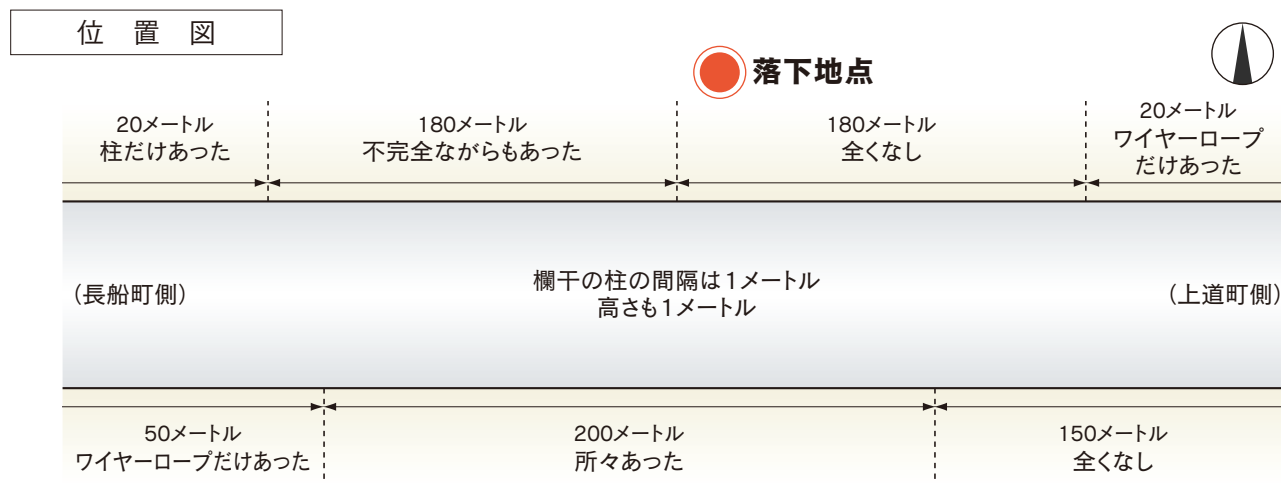 位置図
落下地点
20メートル
柱だけあった
180メートル
不完全ながらもあった
180メートル
全くなし
20メートル
ワイヤーロープ
だけあった
(長船町側)
欄干の柱の間隔は1メートル
高さも1メートル
(上道町側)
50メートル
ワイヤーロープだけあった
200メートル
所々あった
150メートル
全くなし